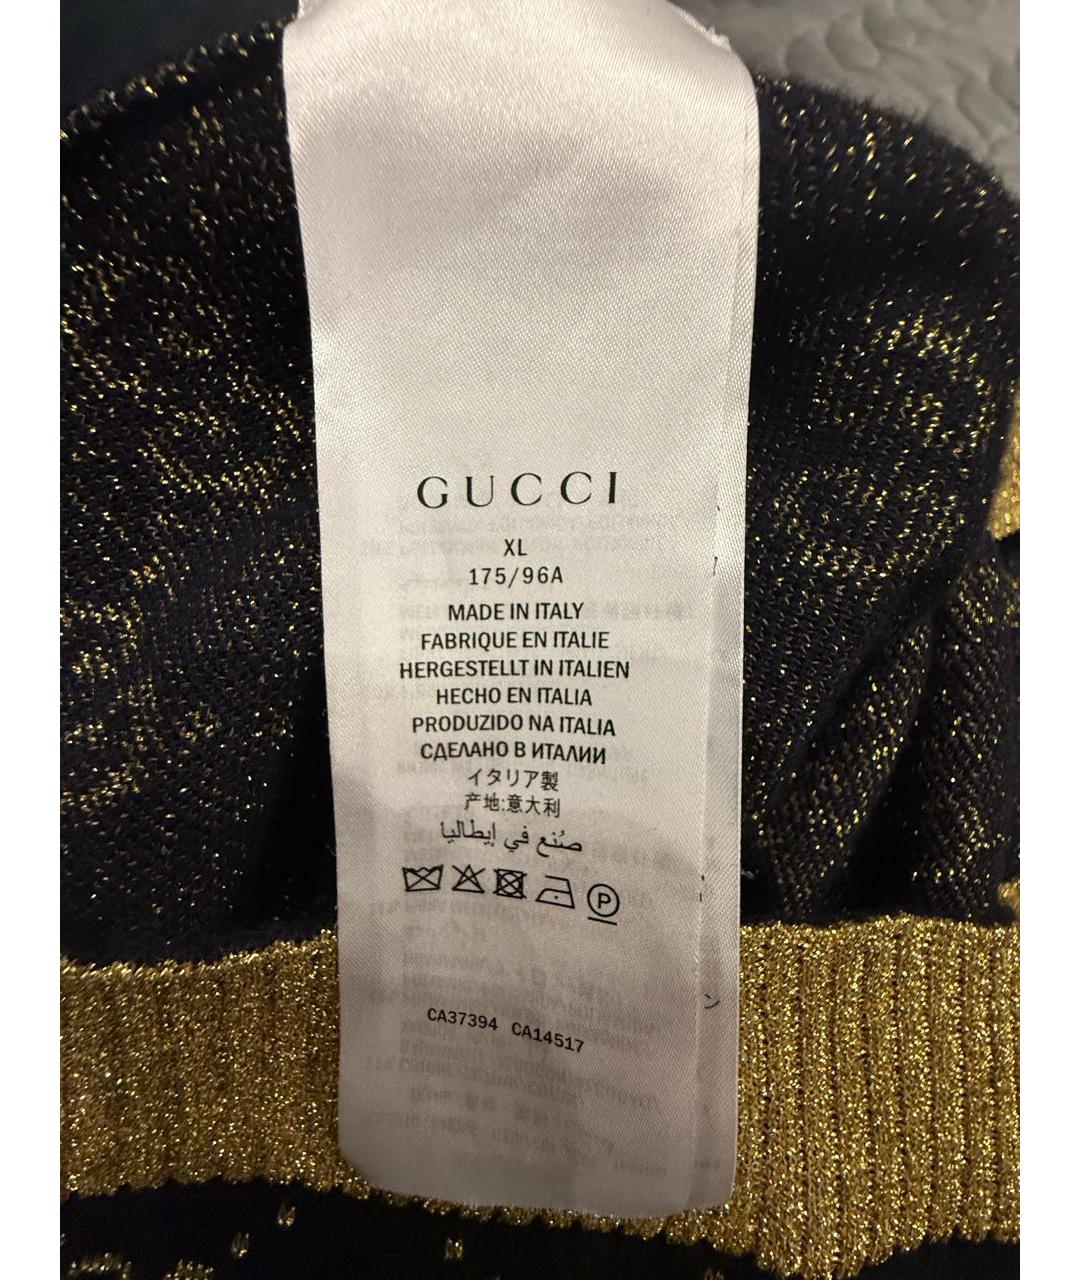 GUCCI
XL
175/96A
MADE IN ITALY
FABRIQUE EN ITALIE
HERGESTELLT IN ITALIEN
HECHO EN ITALIA
PRODUZIDO NA ITALIA
СДЕЛАНО В ИТАЛИИ
イタリア製
产地:意大利
صُنع في إيطاليا
P
CA37394 CA14517